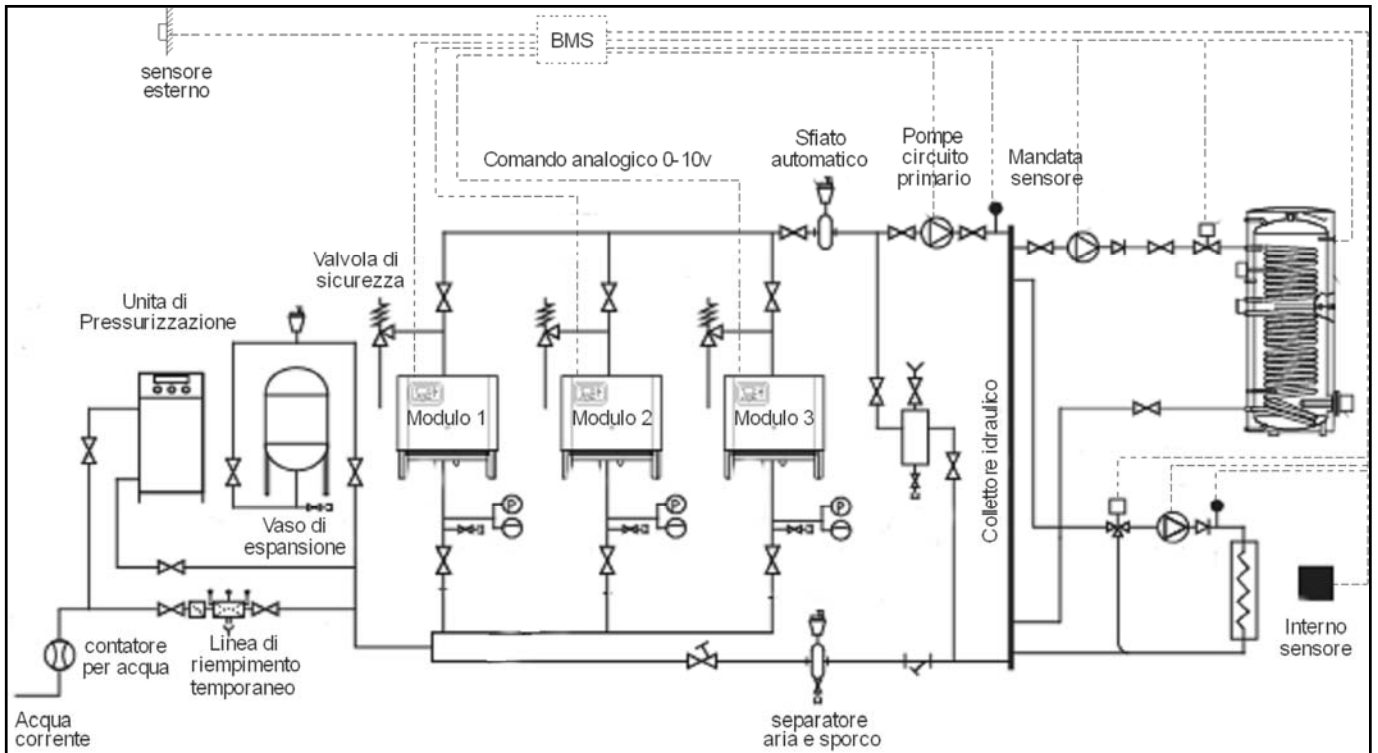 BMS
sensore
esterno
Sfiato
automatico
Pompe
circuito
primario
Mandata
sensore
Comando analogico 0-10v
Valvola di
sicurezza
Unita di
Pressurizzazione
Modulo 1
Modulo 2
Modulo 3
Collettore idraulico
Vaso di
espansione
P
P
P
contatore
per acqua
Linea di
riempimento
temporaneo
Interno
sensore
Acqua
corrente
separatore
aria e sporco